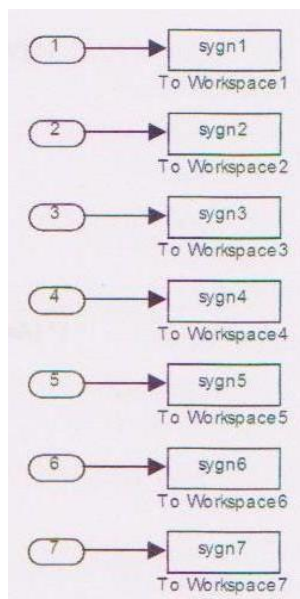 1 sygn1
To Workspace1
2 sygn2
To Workspace2
3 sygn3
To Workspace3
4 sygn4
To Workspace4
5 sygn5
To Workspace5
6 sygn6
To Workspace6
7 sygn7
To Workspace7